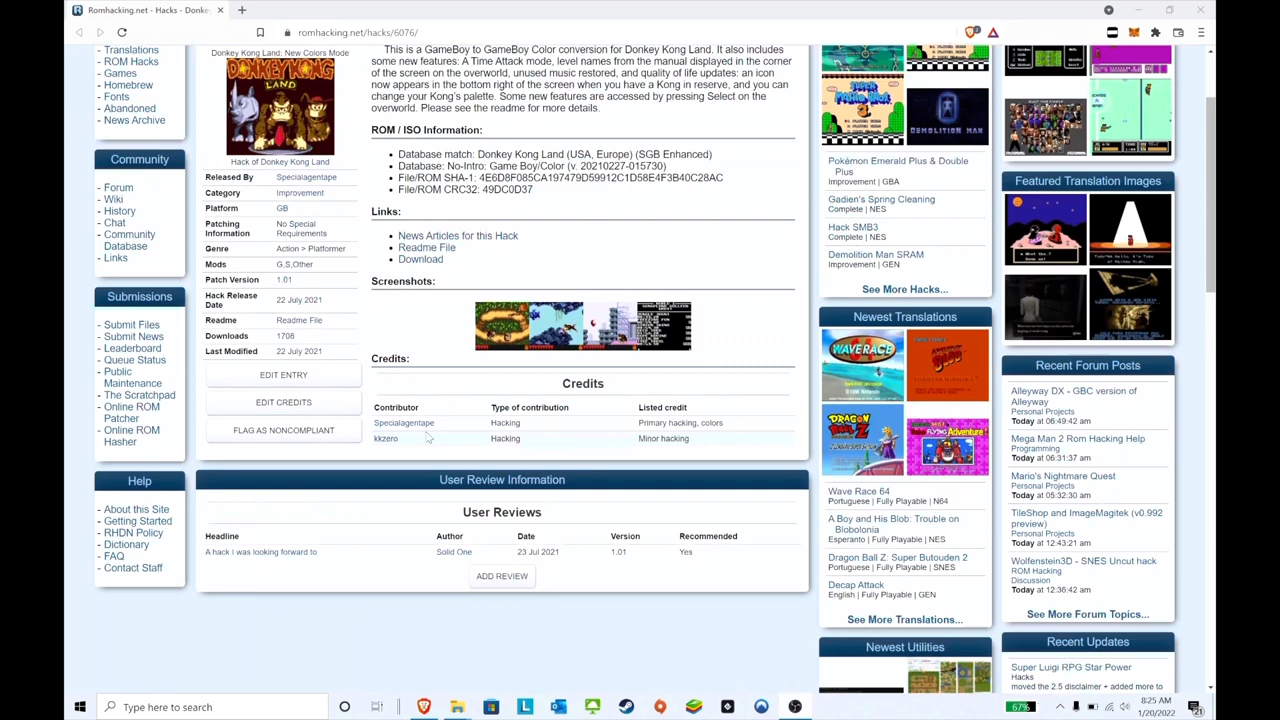 Romhacking.net - Hacks - Donke
romhacking.net/hacks/6076/
- Translations
- ROM Hacks
- Games
- Homebrew
- Fonts
- Abandoned
- News Archive
Community
- Forum
- Wiki
- History
- Chat
- Community
Database
- Links
Submissions
- Submit Files
- Submit News
- Leaderboard
- Queue Status
- Public
Maintenance
- The Scratchpad
- Online ROM
Patcher
- Online ROM
Hasher
Help
- About this Site
- Getting Started
- RHDN Policy
- Dictionary
- FAQ
- Contact Staff
Donkey Kong Land: New Colors Mode
DONKEY KONG
LAND
Hack of Donkey Kong Land
Released By Specialagentape
Category Improvement
Platform GB
Patching
Information
No Special
Requirements
Genre Action > Platformer
Mods G,S,Other
Patch Version 1.01
Hack Release
Date
22 July 2021
Readme Readme File
Downloads 1708
Last Modified 22 July 2021
EDIT ENTRY
EDIT CREDITS
FLAG AS NONCOMPLIANT
This is a GameBoy to GameBoy Color conversion for Donkey Kong Land. It also includes
some new features: A Time Attack mode, level names from the manual displayed in the corner
of the screen on entryway, unused music restored, and quality of life updates: an icon
now appears in the bottom right of the screen when you have a Kong in reserve, and you can
change your Kong's palette. Some new features are accessed by pressing Select on the
overworld. Please see the readme for more details.
ROM / ISO Information:
• Database match: Donkey Kong Land (USA, Europe) (SGB Enhanced)
• Database: No-Intro: Game Boy/Color (v. 20210227-015730)
• File/ROM SHA-1: 4E6D8F085CA197479D59912C1D58E4F3B40C28AC
• File/ROM CRC32: 49DC0D37
Links:
• News Articles for this Hack
• Readme File
• Download
Screenshots:
Credits:
Credits
Contributor Type of contribution Listed credit
Specialagentape Hacking Primary hacking, colors
kkzero Hacking Minor hacking
User Review Information
User Reviews
Headline Author Date Version Recommended
A hack I was looking forward to Solid One 23 Jul 2021 1.01 Yes
ADD REVIEW
DEMOLITION MAN
Pokémon Emerald Plus & Double
Plus
Improvement | GBA
Gadien's Spring Cleaning
Complete | NES
Hack SMB3
Complete | NES
Demolition Man SRAM
Improvement | GEN
See More Hacks...
Newest Translations
WAVE RACE
DRAGON
BALL Z
Wave Race 64
Portuguese | Fully Playable | N64
A Boy and His Blob: Trouble on
Blobolonia
Esperanto | Fully Playable | NES
Dragon Ball Z: Super Butouden 2
Portuguese | Fully Playable | SNES
Decap Attack
English | Fully Playable | GEN
See More Translations...
Newest Utilities
Featured Translation Images
Recent Forum Posts
Alleyway DX - GBC version of
Alleyway
Personal Projects
Today at 06:49:42 am
Mega Man 2 Rom Hacking Help
Programming
Today at 06:31:37 am
Mario's Nightmare Quest
Personal Projects
Today at 05:32:30 am
TileShop and ImageMagitek (v0.992
preview)
Personal Projects
Today at 12:43:21 am
Wolfenstein3D - SNES Uncut hack
ROM Hacking
Discussion
Today at 12:36:42 am
See More Forum Topics...
Recent Updates
Super Luigi RPG Star Power
Hacks
moved the 2.5 disclaimer + added more to
Type here to search
67%
8:25 AM
1/20/2022
21